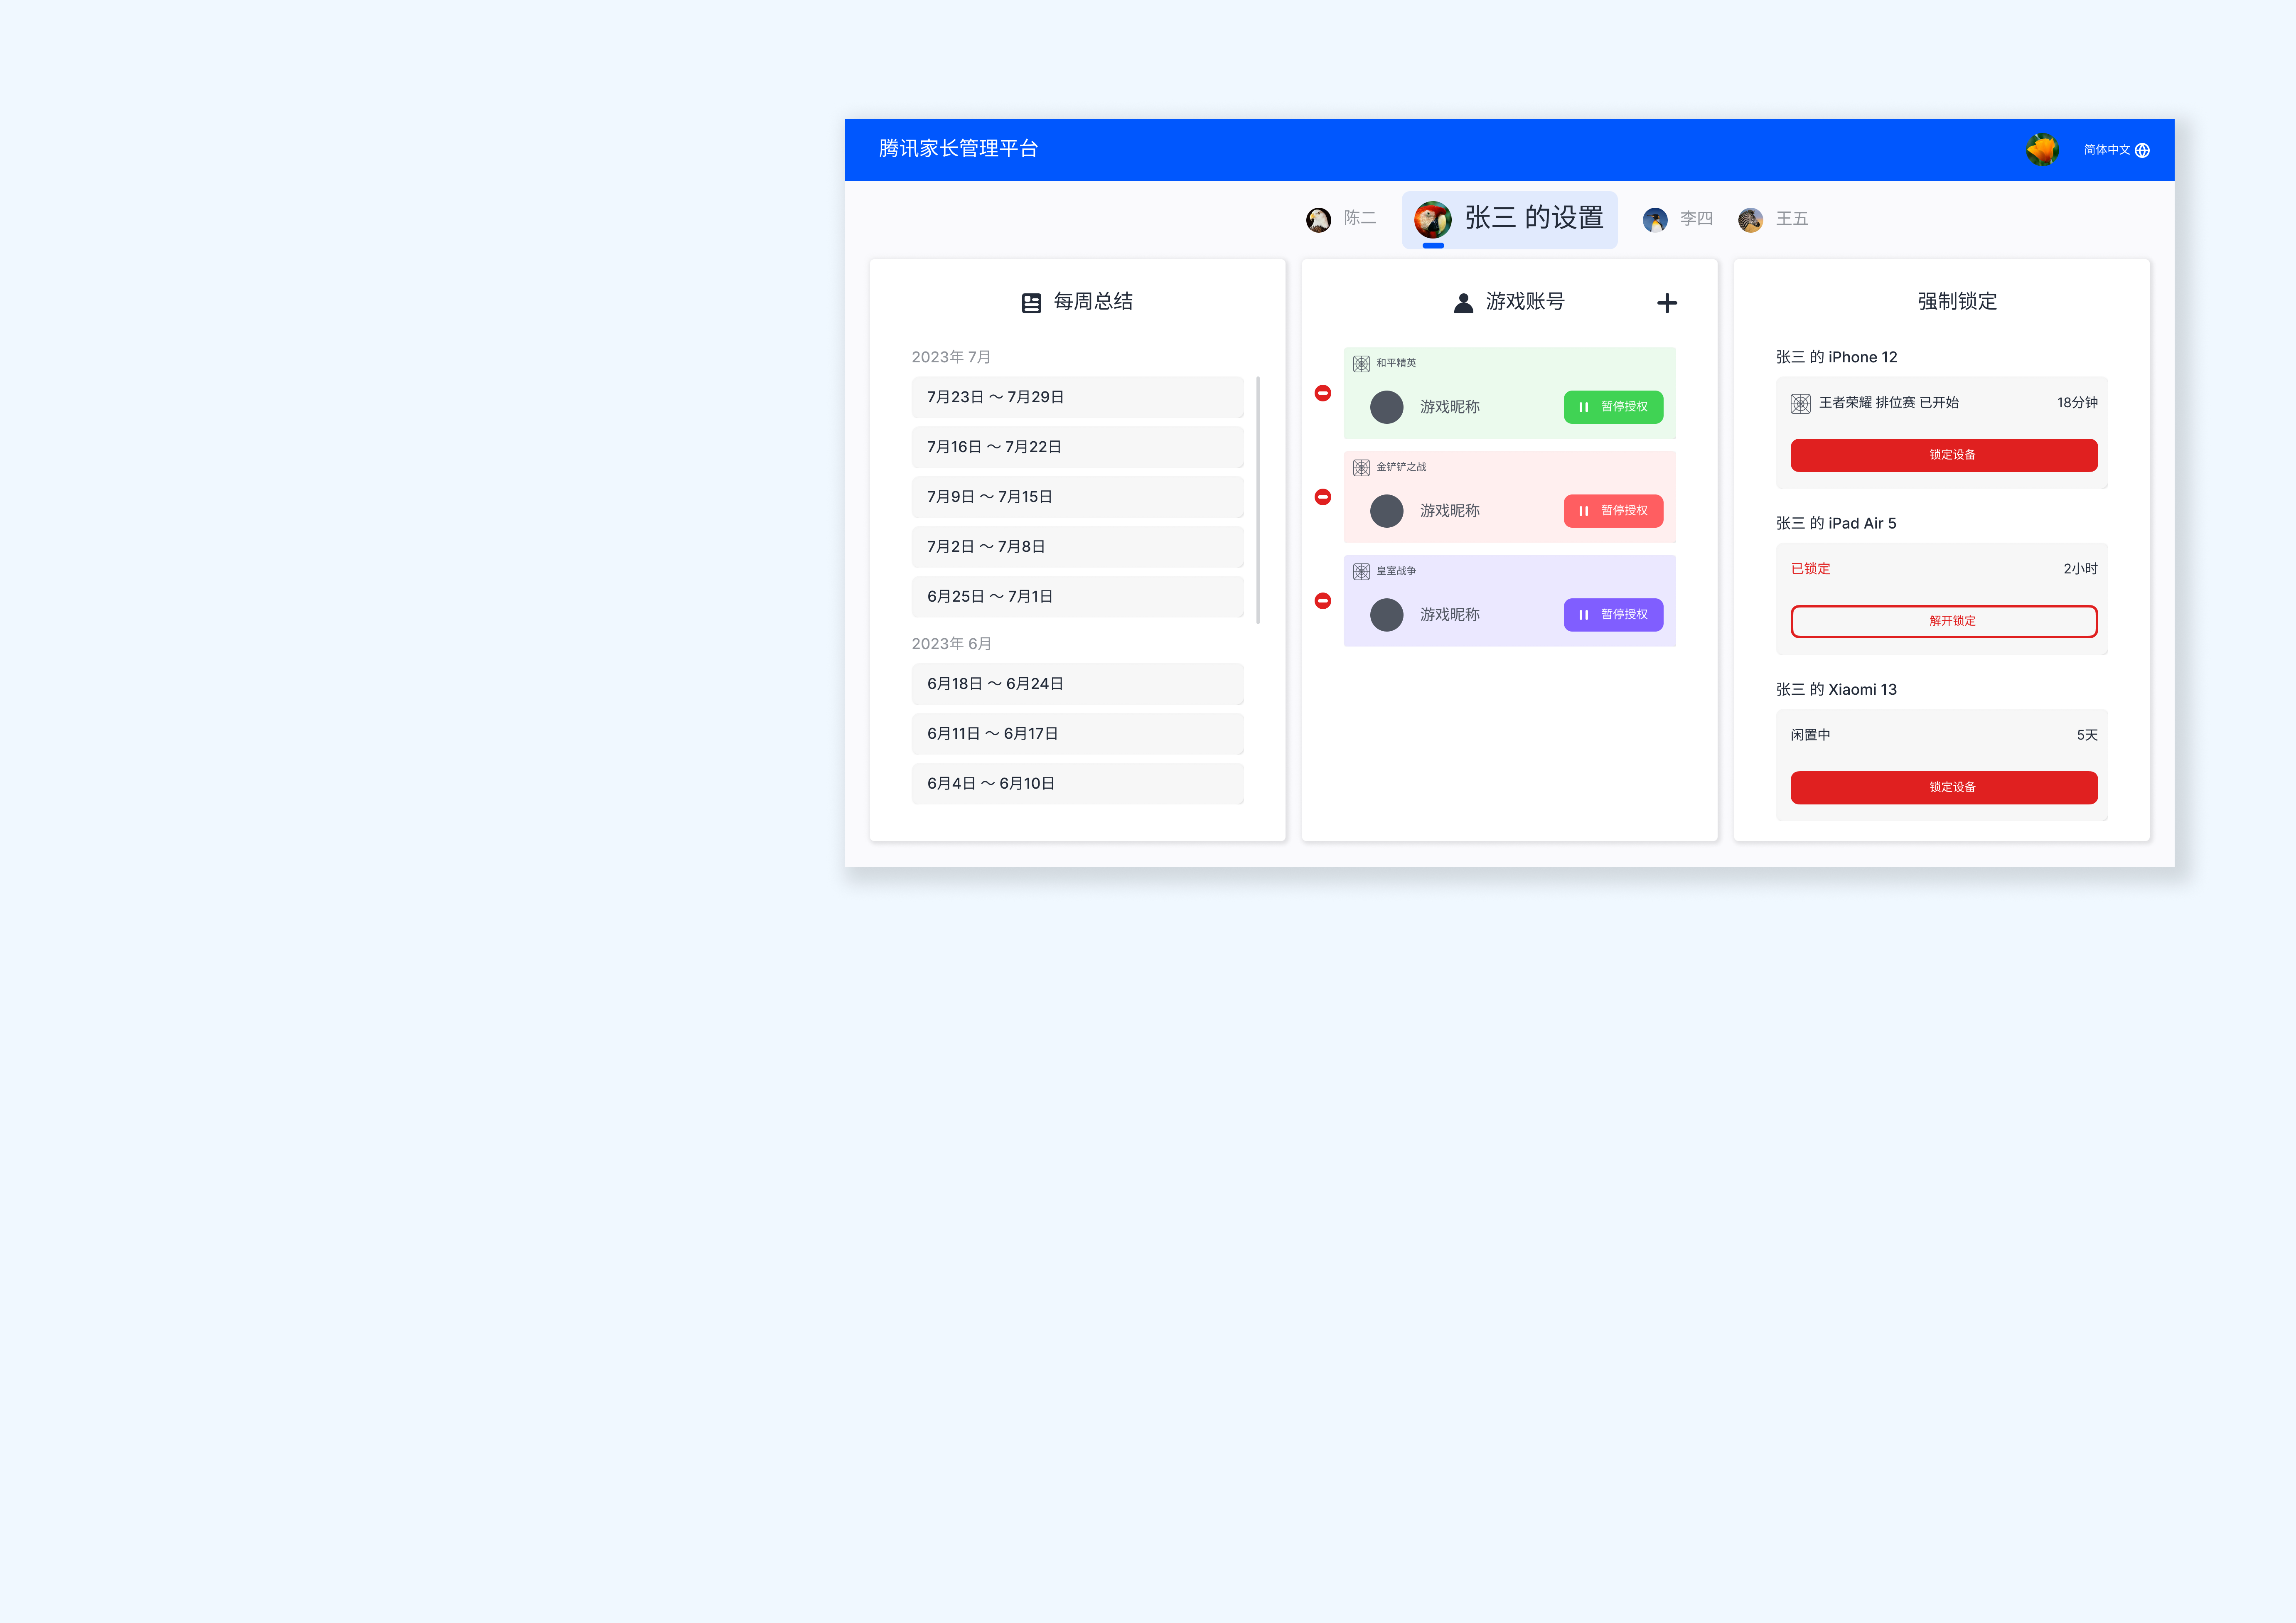 腾讯家长管理平台
简体中文
陈二
张三 的设置
李四
王五
每周总结
2023年 7月
7月23日 ～ 7月29日
7月16日 ～ 7月22日
7月9日 ～ 7月15日
7月2日 ～ 7月8日
6月25日 ～ 7月1日
2023年 6月
6月18日 ～ 6月24日
6月11日 ～ 6月17日
6月4日 ～ 6月10日
游戏账号
和平精英
游戏昵称
暂停授权
金铲铲之战
游戏昵称
暂停授权
皇室战争
游戏昵称
暂停授权
强制锁定
张三 的 iPhone 12
王者荣耀 排位赛 已开始 18分钟
锁定设备
张三 的 iPad Air 5
已锁定 2小时
解开锁定
张三 的 Xiaomi 13
闲置中 5天
锁定设备